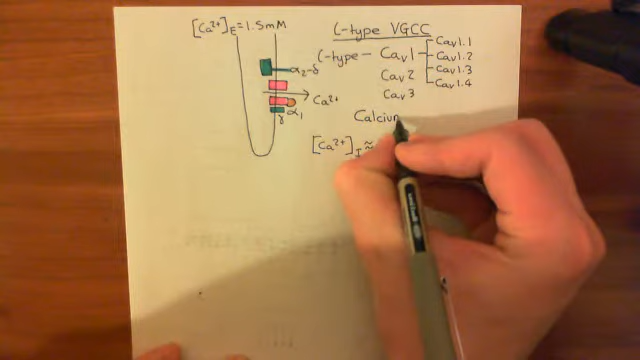 [Ca²⁺]E = 1.5mM
L-type VGCC
L-type — Cav1
Cav1.1
Cav1.2
Cav1.3
Cav1.4
Cav2
Cav3
α₂-δ
Ca²⁺
α₁
γ
Calcium
[Ca²⁺]I ≈